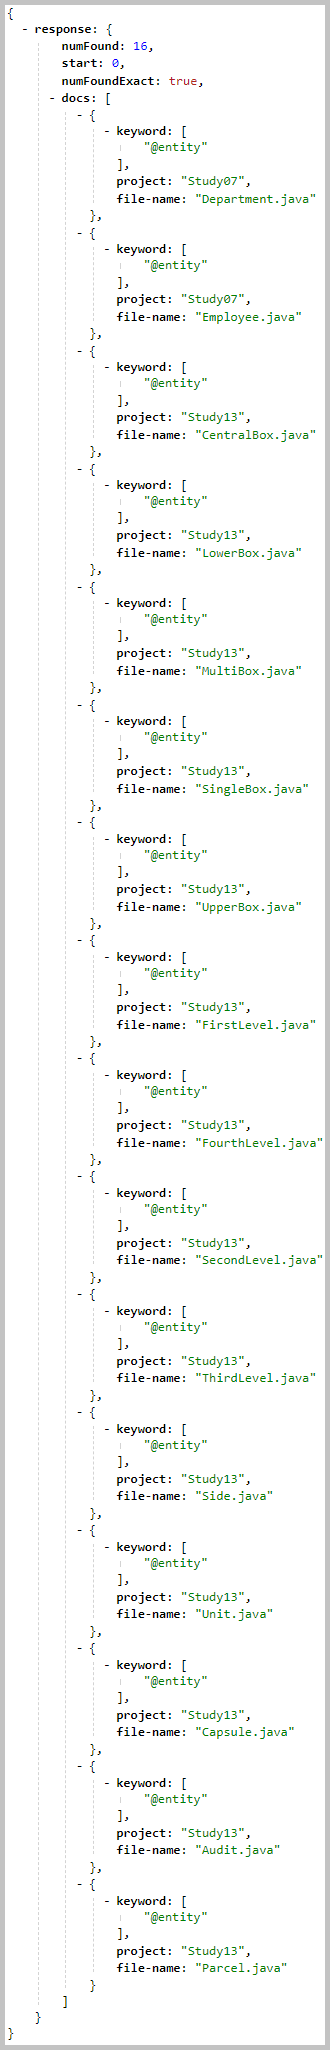 {
- response: {
numFound: 16,
start: 0,
numFoundExact: true,
- docs: [
- {
- keyword: [
"@entity"
],
project: "Study07",
file-name: "Department.java"
},
- {
- keyword: [
"@entity"
],
project: "Study07",
file-name: "Employee.java"
},
- {
- keyword: [
"@entity"
],
project: "Study13",
file-name: "CentralBox.java"
},
- {
- keyword: [
"@entity"
],
project: "Study13",
file-name: "LowerBox.java"
},
- {
- keyword: [
"@entity"
],
project: "Study13",
file-name: "MultiBox.java"
},
- {
- keyword: [
"@entity"
],
project: "Study13",
file-name: "SingleBox.java"
},
- {
- keyword: [
"@entity"
],
project: "Study13",
file-name: "UpperBox.java"
},
- {
- keyword: [
"@entity"
],
project: "Study13",
file-name: "FirstLevel.java"
},
- {
- keyword: [
"@entity"
],
project: "Study13",
file-name: "FourthLevel.java"
},
- {
- keyword: [
"@entity"
],
project: "Study13",
file-name: "SecondLevel.java"
},
- {
- keyword: [
"@entity"
],
project: "Study13",
file-name: "ThirdLevel.java"
},
- {
- keyword: [
"@entity"
],
project: "Study13",
file-name: "Side.java"
},
- {
- keyword: [
"@entity"
],
project: "Study13",
file-name: "Unit.java"
},
- {
- keyword: [
"@entity"
],
project: "Study13",
file-name: "Capsule.java"
},
- {
- keyword: [
"@entity"
],
project: "Study13",
file-name: "Audit.java"
},
- {
- keyword: [
"@entity"
],
project: "Study13",
file-name: "Parcel.java"
}
]
}
}